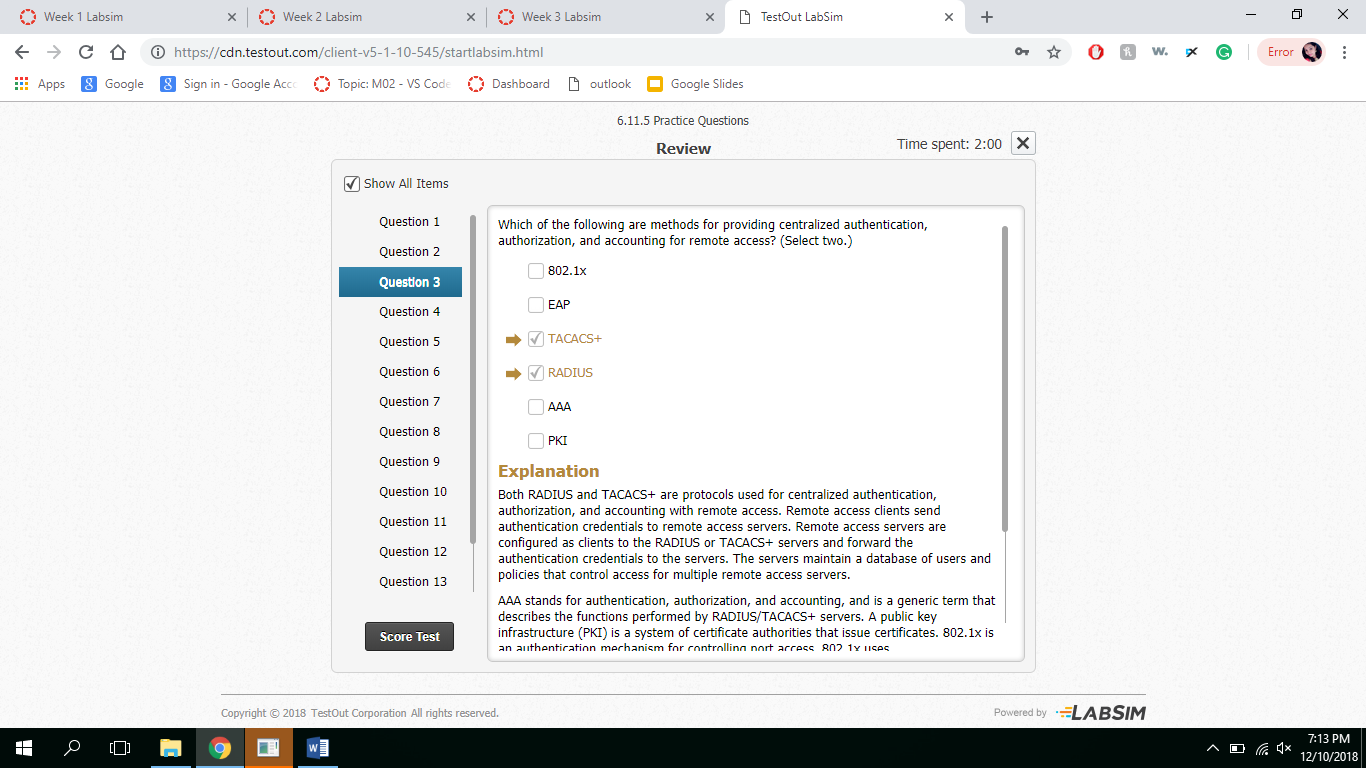 Week 1 Labsim
Week 2 Labsim
Week 3 Labsim
TestOut LabSim
https://cdn.testout.com/client-v5-1-10-545/startlabsim.html
Error
Apps
Google
Sign in - Google Acco
Topic: M02 - VS Code
Dashboard
outlook
Google Slides
6.11.5 Practice Questions
Review
Time spent: 2:00
Show All Items
Question 1
Question 2
Question 3
Question 4
Question 5
Question 6
Question 7
Question 8
Question 9
Question 10
Question 11
Question 12
Question 13
Score Test
Which of the following are methods for providing centralized authentication,
authorization, and accounting for remote access? (Select two.)
802.1x
EAP
TACACS+
RADIUS
AAA
PKI
Explanation
Both RADIUS and TACACS+ are protocols used for centralized authentication,
authorization, and accounting with remote access. Remote access clients send
authentication credentials to remote access servers. Remote access servers are
configured as clients to the RADIUS or TACACS+ servers and forward the
authentication credentials to the servers. The servers maintain a database of users and
policies that control access for multiple remote access servers.
AAA stands for authentication, authorization, and accounting, and is a generic term that
describes the functions performed by RADIUS/TACACS+ servers. A public key
infrastructure (PKI) is a system of certificate authorities that issue certificates. 802.1x is
an authentication mechanism for controlling port access. 802.1x uses
Copyright © 2018 TestOut Corporation All rights reserved.
Powered by LABSIM
7:13 PM
12/10/2018